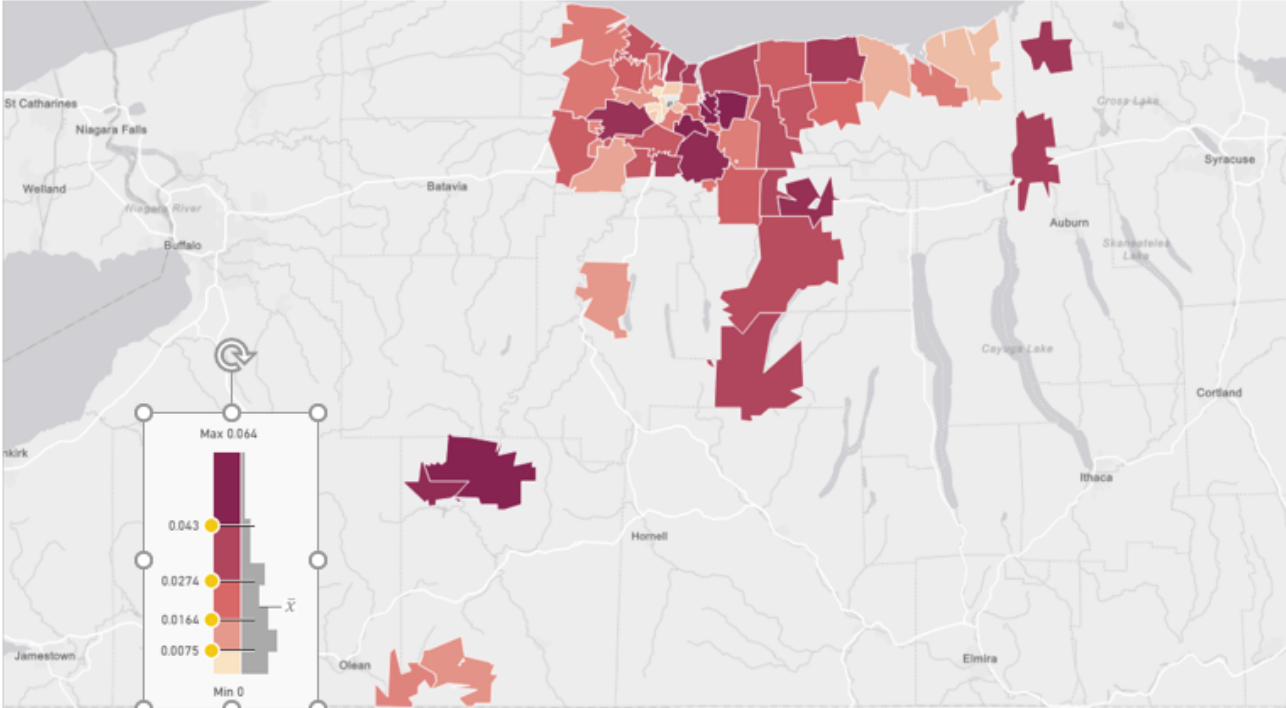 St Catharines
Niagara Falls
Welland
Niagara River
Buffalo
Batavia
Cross Lake
Syracuse
Auburn
Skaneateles
Lake
Cayuga Lake
Cortland
nkirk
Ithaca
Hornell
Jamestown
Olean
Elmira
Max 0.064
0.043
0.0274
x̄
0.0164
0.0075
Min 0